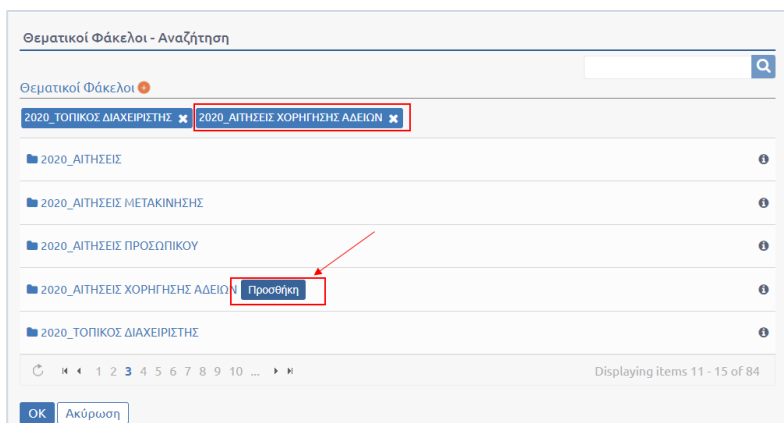 Θεματικοί Φάκελοι - Αναζήτηση
Θεματικοί Φάκελοι
2020_ΤΟΠΙΚΟΣ ΔΙΑΧΕΙΡΙΣΤΗΣ 2020_ΑΙΤΗΣΕΙΣ ΧΟΡΗΓΗΣΗΣ ΑΔΕΙΩΝ
2020_ΑΙΤΗΣΕΙΣ
2020_ΑΙΤΗΣΕΙΣ ΜΕΤΑΚΙΝΗΣΗΣ
2020_ΑΙΤΗΣΕΙΣ ΠΡΟΣΩΠΙΚΟΥ
2020_ΑΙΤΗΣΕΙΣ ΧΟΡΗΓΗΣΗΣ ΑΔΕΙΩΝ Προσθήκη
2020_ΤΟΠΙΚΟΣ ΔΙΑΧΕΙΡΙΣΤΗΣ
1 2 3 4 5 6 7 8 9 10 ... Displaying items 11 - 15 of 84
OK Ακύρωση